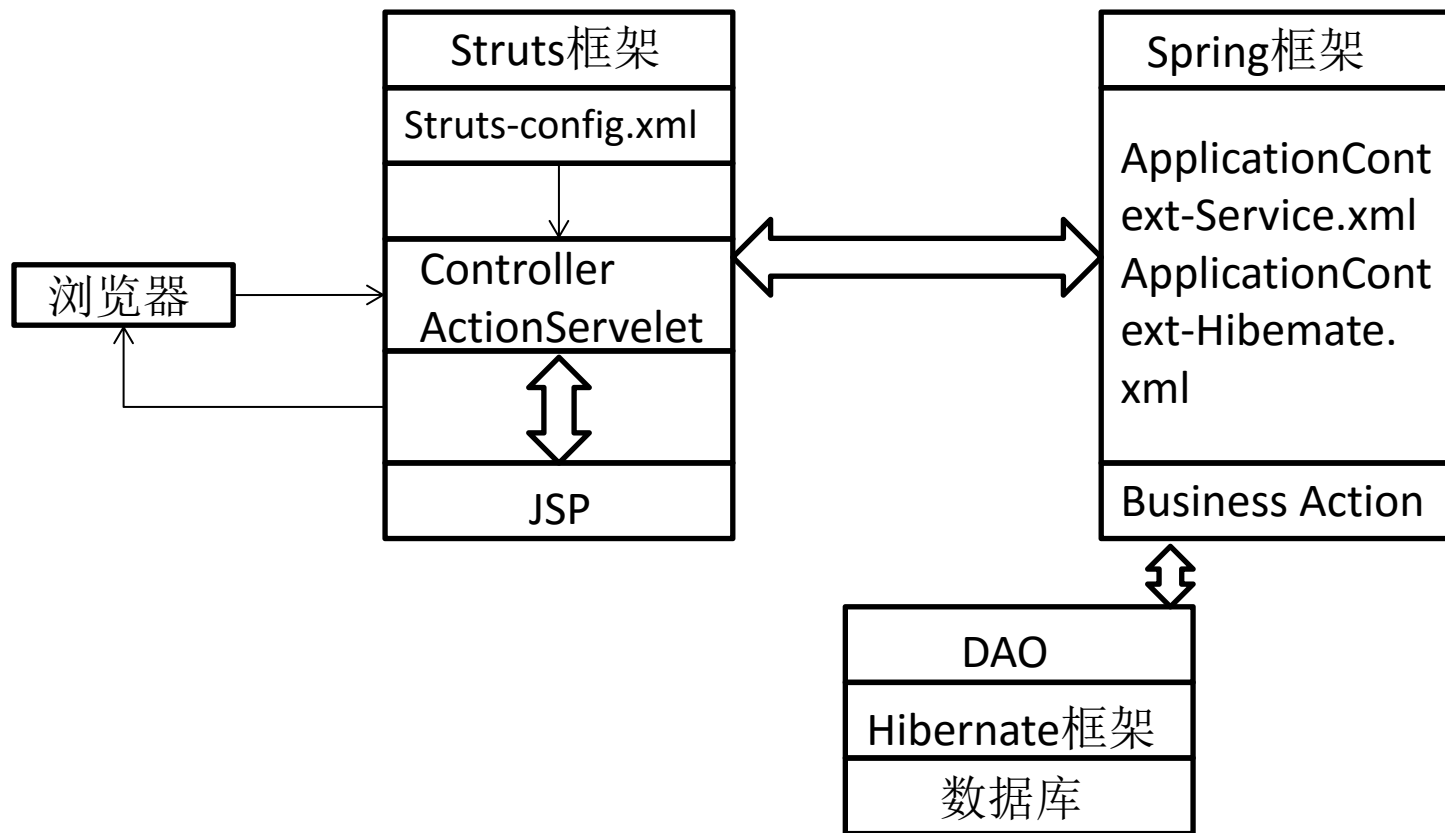 Struts框架
Struts-config.xml
Controller
ActionServelet
JSP
浏览器
Spring框架
ApplicationCont
ext-Service.xml
ApplicationCont
ext-Hibemate.
xml
Business Action
DAO
Hibernate框架
数据库